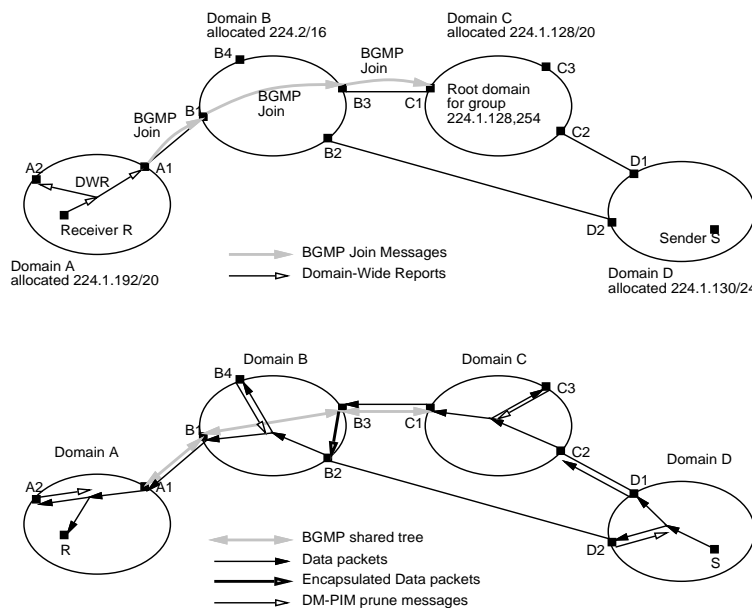 Domain B
allocated 224.2/16
Domain C
allocated 224.1.128/20
B4
BGMP
Join
C3
BGMP
Join
B1
BGMP
Join
B3
C1
Root domain
for group
224.1.128,254
C2
B2
A2
DWR
A1
D1
Receiver R
D2
Sender S
Domain A
allocated 224.1.192/20
BGMP Join Messages
Domain-Wide Reports
Domain D
allocated 224.1.130/24
Domain B
Domain C
B4
C3
B1
B3
C1
Domain A
C2
A2
A1
B2
D1
Domain D
R
D2
S
BGMP shared tree
Data packets
Encapsulated Data packets
DM-PIM prune messages